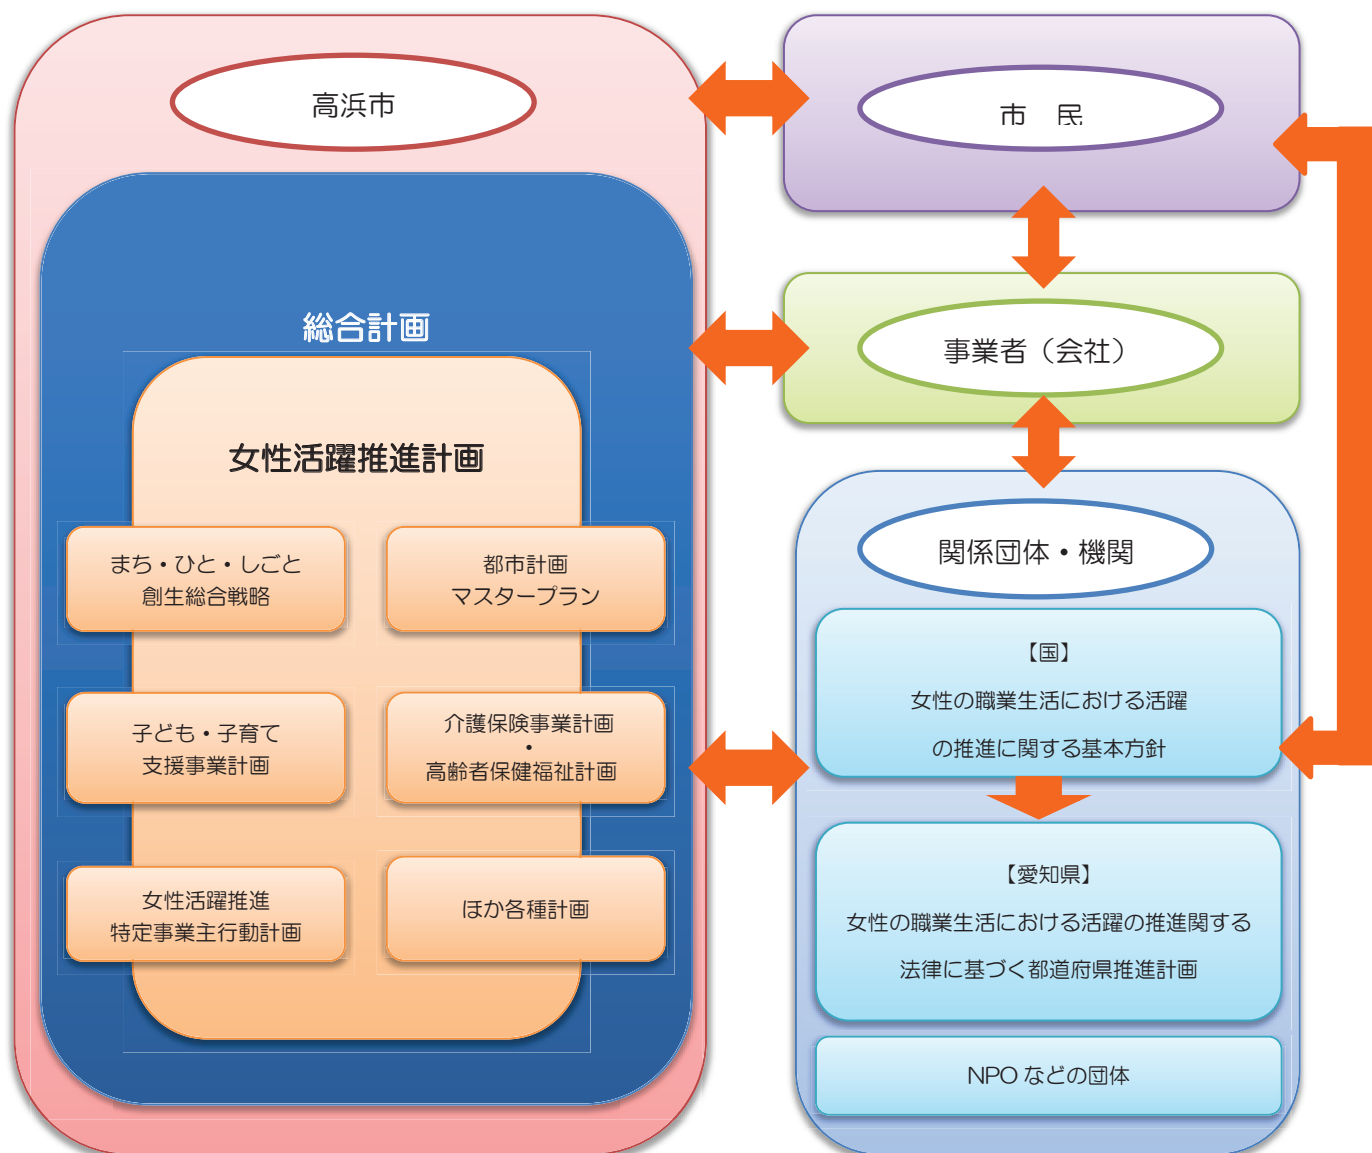 高浜市
総合計画
女性活躍推進計画
まち・ひと・しごと
創生総合戦略
都市計画
マスタープラン
子ども・子育て
支援事業計画
介護保険事業計画
・
高齢者保健福祉計画
女性活躍推進
特定事業主行動計画
ほか各種計画
市　民
事業者（会社）
関係団体・機関
【国】
女性の職業生活における活躍
の推進に関する基本方針
【愛知県】
女性の職業生活における活躍の推進関する
法律に基づく都道府県推進計画
NPO などの団体